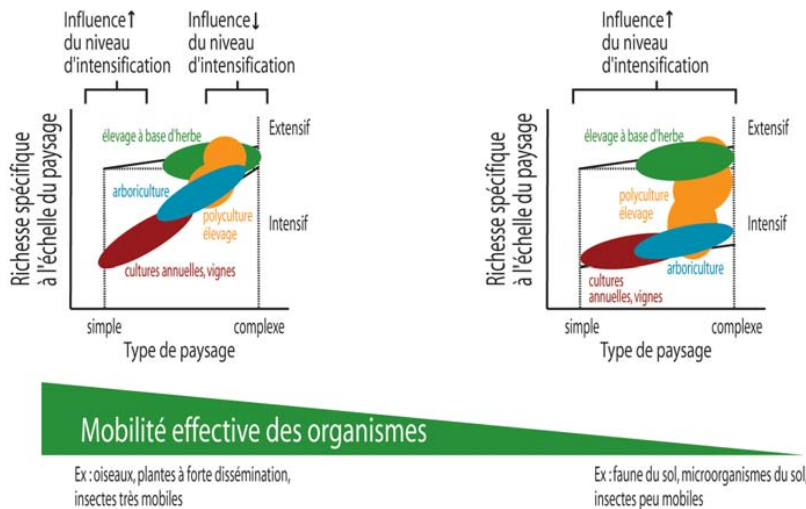 Influence↑
du niveau
d'intensification
Influence↓
du niveau
d'intensification
Richesse spécifique
à l'échelle du paysage
élevage à base d'herbe
Extensif
arboriculture
polyculture
élevage
Intensif
cultures annuelles, vignes
simple
complexe
Type de paysage
Influence↑
du niveau
d'intensification
Richesse spécifique
à l'échelle du paysage
élevage à base d'herbe
Extensif
polyculture
élevage
Intensif
cultures
annuelles, vignes
arboriculture
simple
complexe
Type de paysage
Mobilité effective des organismes
Ex : oiseaux, plantes à forte dissémination,
insectes très mobiles
Ex : faune du sol, microorganismes du sol,
insectes peu mobiles